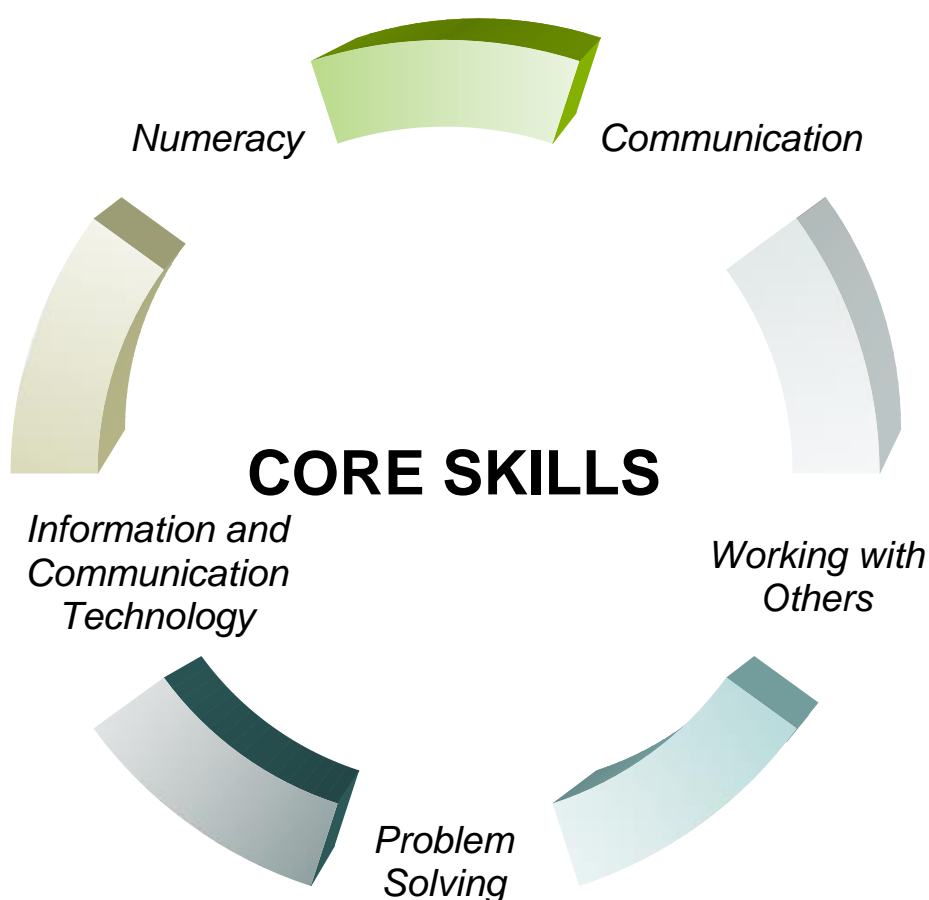 Numeracy
Communication
CORE SKILLS
Information and
Communication
Technology
Working with
Others
Problem
Solving